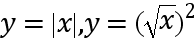 y = |x|, y = (√x)²